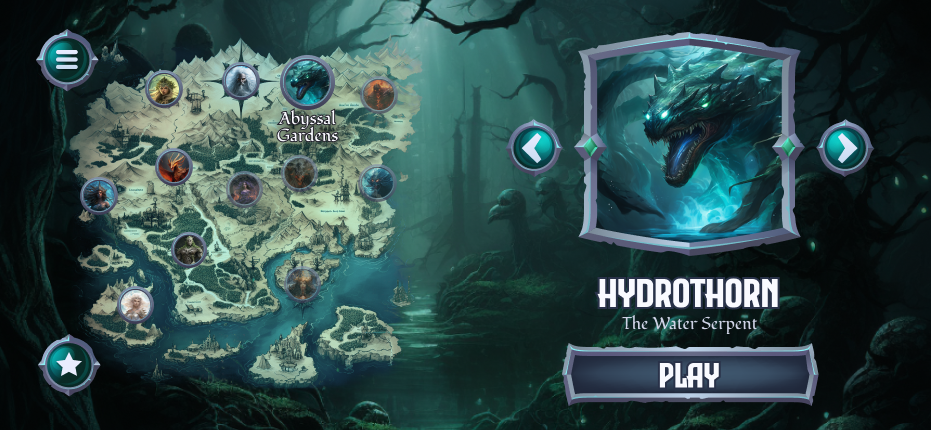 Abyssal
Gardens
HYDROTHORN
The Water Serpent
PLAY